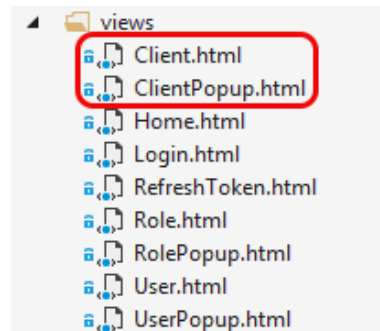 views
Client.html
ClientPopup.html
Home.html
Login.html
RefreshToken.html
Role.html
RolePopup.html
User.html
UserPopup.html